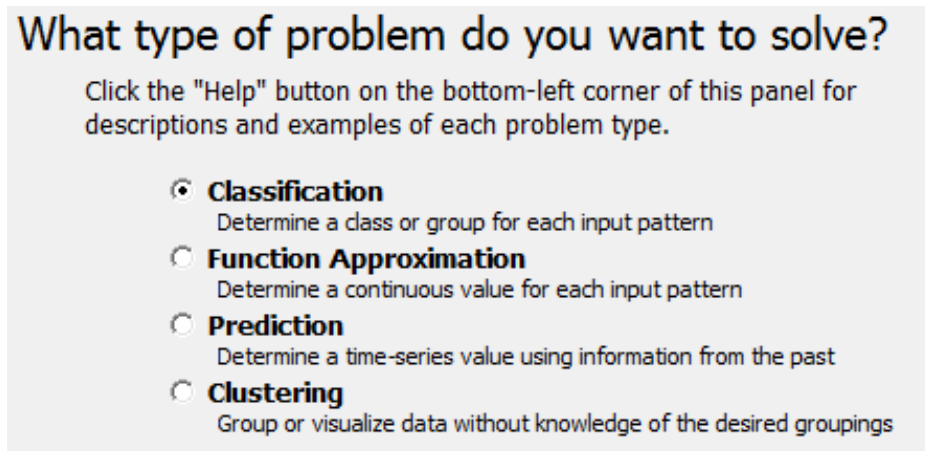 What type of problem do you want to solve?
Click the "Help" button on the bottom-left corner of this panel for
descriptions and examples of each problem type.
Classification
Determine a class or group for each input pattern
Function Approximation
Determine a continuous value for each input pattern
Prediction
Determine a time-series value using information from the past
Clustering
Group or visualize data without knowledge of the desired groupings